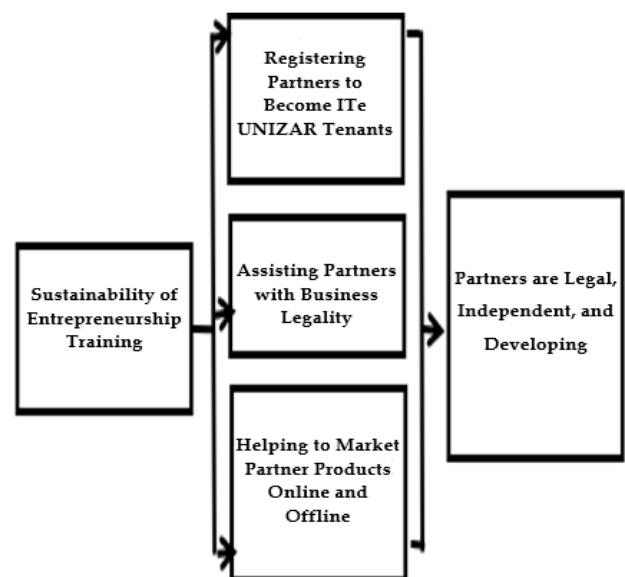 Registering
Partners to
Become ITe
UNIZAR Tenants
Sustainability of
Entrepreneurship
Training
Assisting Partners
with Business
Legality
Partners are Legal,
Independent, and
Developing
Helping to Market
Partner Products
Online and
Offline